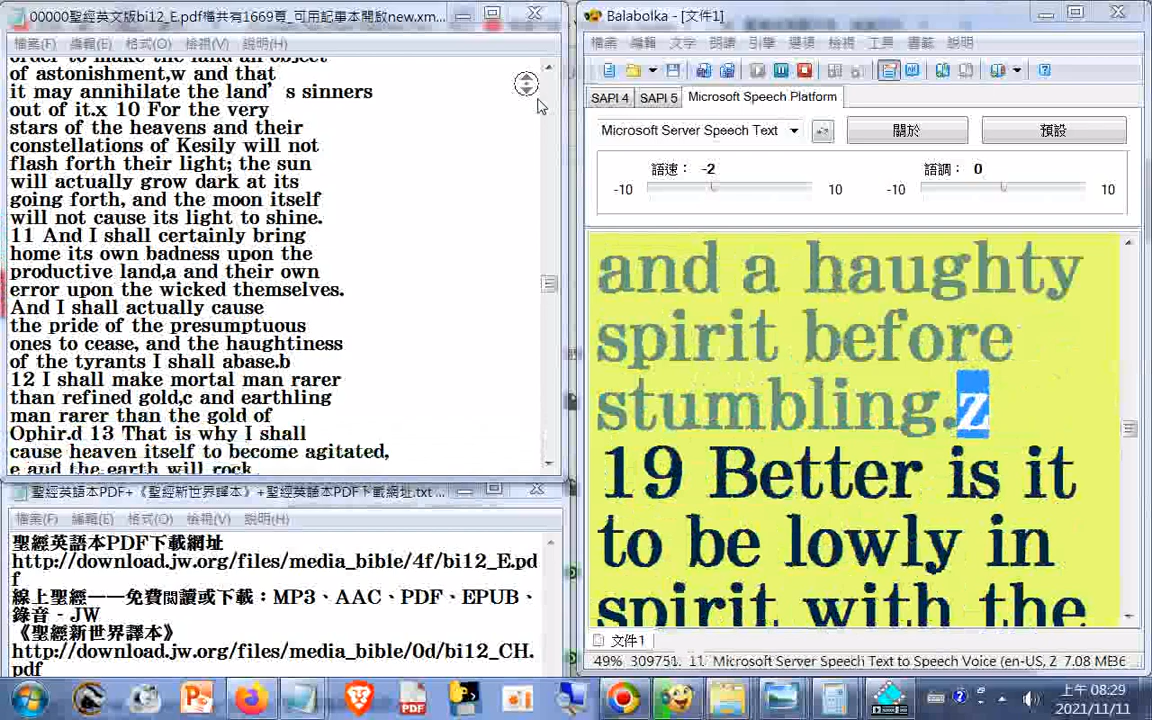 00000聖經英文版bi12_E.pdf檔共有1669頁_可用記事本開啟new.xm...
檔案(F) 編輯(E) 格式(O) 檢視(V) 說明(H)
order to make the land an object
of astonishment,w and that
it may annihilate the land’s sinners
out of it.x 10 For the very
stars of the heavens and their
constellations of Kesily will not
flash forth their light; the sun
will actually grow dark at its
going forth, and the moon itself
will not cause its light to shine.
11 And I shall certainly bring
home its own badness upon the
productive land,a and their own
error upon the wicked themselves.
And I shall actually cause
the pride of the presumptuous
ones to cease, and the haughtiness
of the tyrants I shall abase.b
12 I shall make mortal man rarer
than refined gold,c and earthling
man rarer than the gold of
Ophir.d 13 That is why I shall
cause heaven itself to become agitated,
e and the earth will rock
聖經英語本PDF+《聖經新世界譯本》+聖經英語本PDF下載網址.txt ...
檔案(F) 編輯(E) 格式(O) 檢視(V) 說明(H)
聖經英語本PDF下載網址
http://download.jw.org/files/media_bible/4f/bi12_E.pd
f
線上聖經——免費閱讀或下載：MP3、AAC、PDF、EPUB、
錄音 - JW
《聖經新世界譯本》
http://download.jw.org/files/media_bible/0d/bi12_CH.
pdf
Balabolka - [文件1]
檔案 編輯 文字 朗讀 引擎 選項 檢視 工具 書籤 說明
SAPI 4 SAPI 5 Microsoft Speech Platform
Microsoft Server Speech Text 關於 預設
語速： -2 語調： 0
-10 10 -10 10
and a haughty
spirit before
stumbling.z
19 Better is it
to be lowly in
spirit with the
文件1
49% 309751. 11 Microsoft Server Speech Text to Speech Voice (en-US, Z 7.08 МБ
上午 08:29
2021/11/11